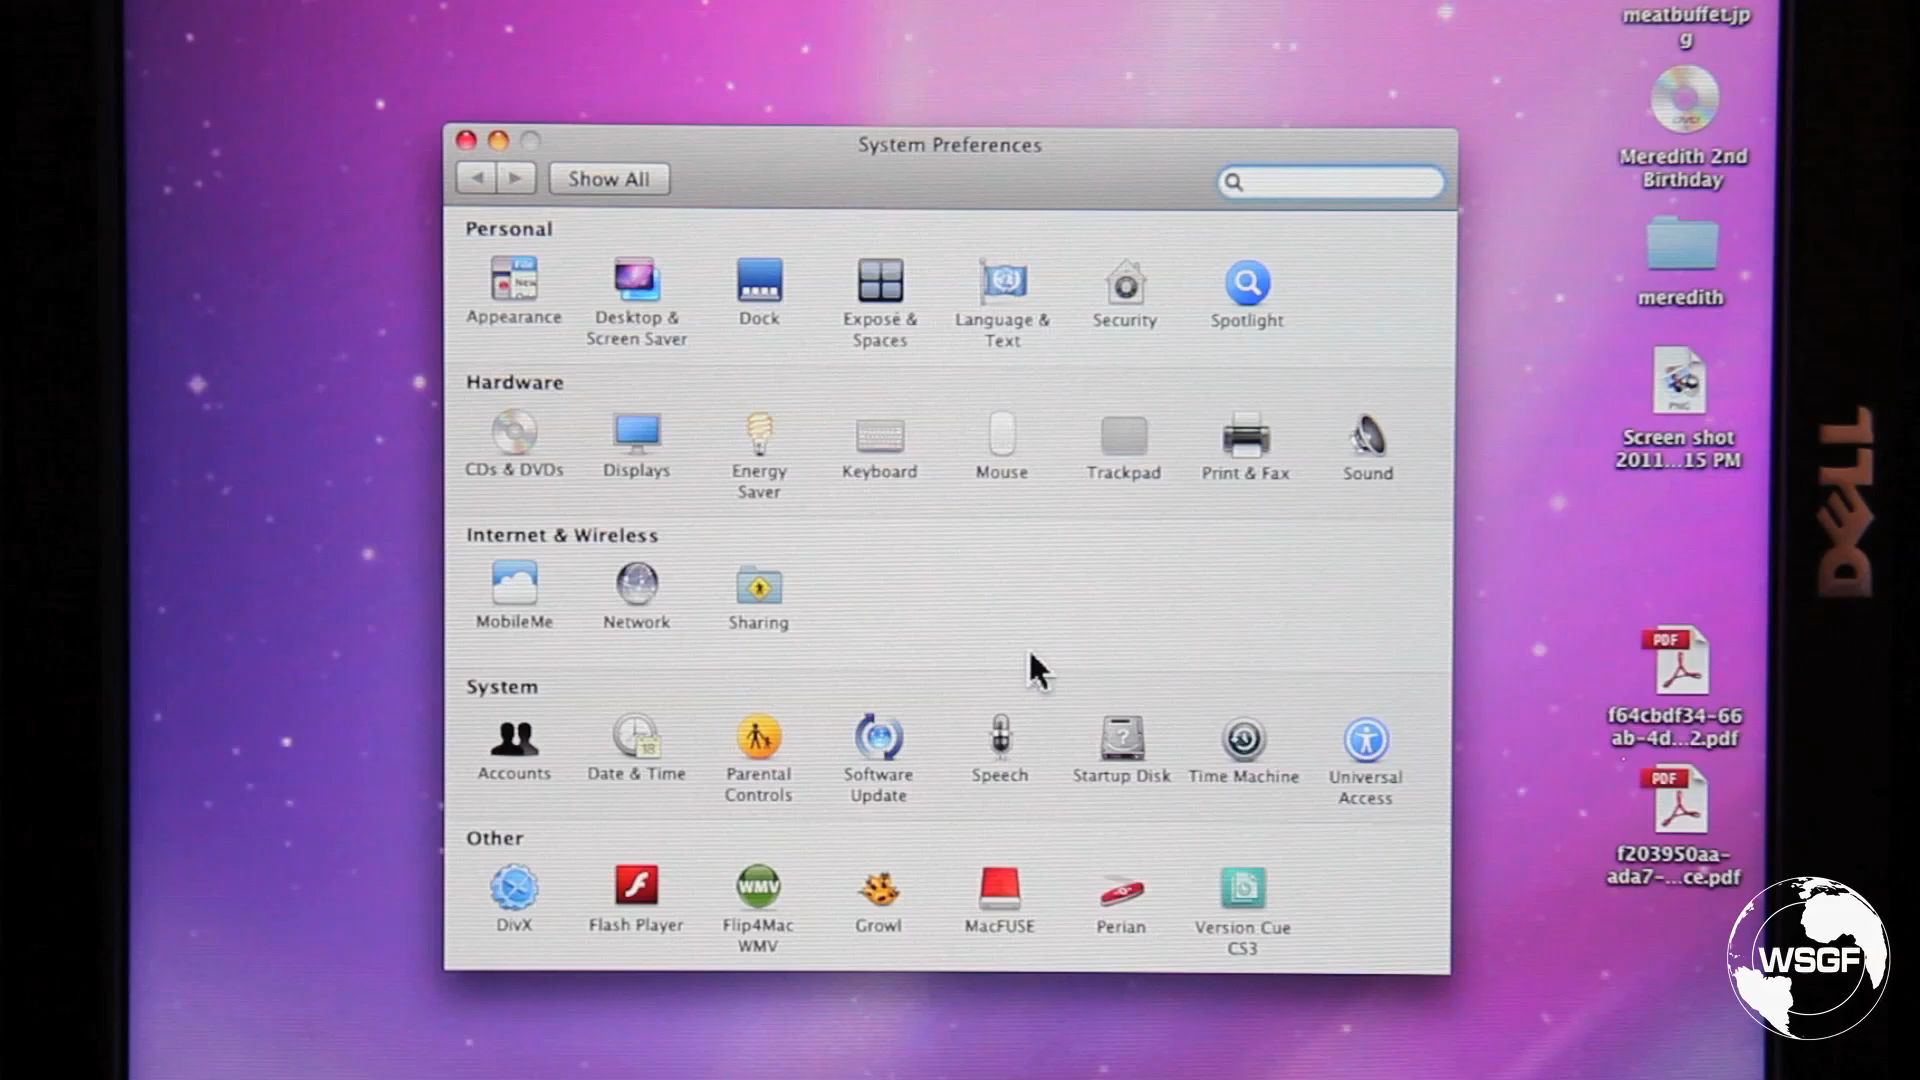 System Preferences
Show All
Personal
Appearance
Desktop &
Screen Saver
Dock
Exposé &
Spaces
Language &
Text
Security
Spotlight
Hardware
CDs & DVDs
Displays
Energy
Saver
Keyboard
Mouse
Trackpad
Print & Fax
Sound
Internet & Wireless
MobileMe
Network
Sharing
System
Accounts
18
Date & Time
Parental
Controls
Software
Update
Speech
?
Startup Disk
Time Machine
Universal
Access
Other
DivX
Flash Player
WMV
Flip4Mac
WMV
Growl
MacFUSE
Perian
Version Cue
CS3
meatbuffet.jp
g
DVD
Meredith 2nd
Birthday
meredith
PNG
Screen shot
2011...15 PM
PDF
f64cbdf34-66
ab-4d...2.pdf
PDF
f203950aa-
ada7-...ce.pdf
DELL
WSGF